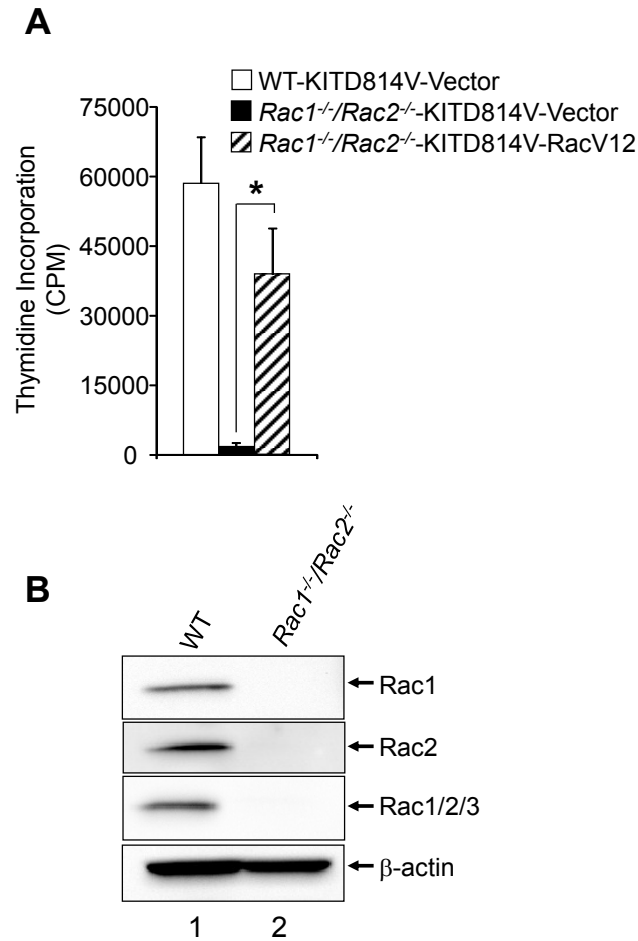 A
WT-KITD814V-Vector
Rac1-/-/Rac2-/--KITD814V-Vector
Rac1-/-/Rac2-/--KITD814V-RacV12
Thymidine Incorporation
(CPM)
75000
60000
45000
30000
15000
0
*
B
WT
Rac1-/-/Rac2-/-
Rac1
Rac2
Rac1/2/3
β-actin
1 2